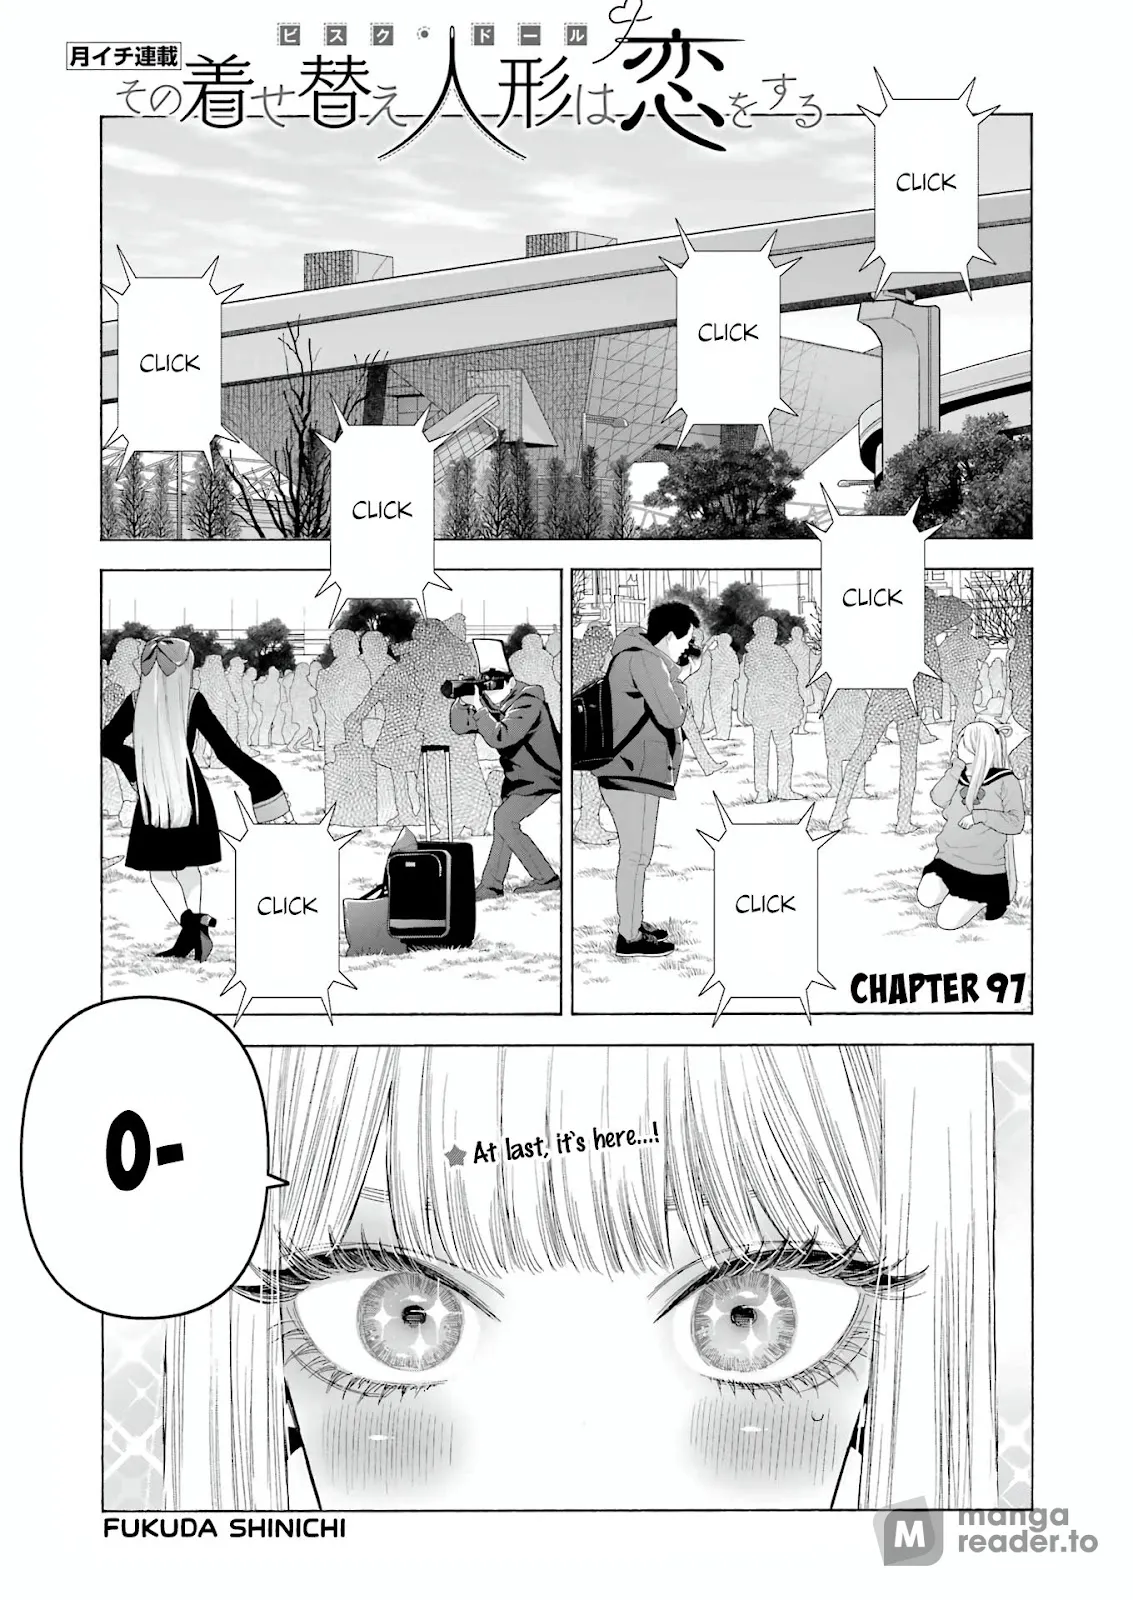 ビスク・ドール
月イチ連載
その着せ替え人形は恋をする
CLICK
CLICK
CLICK
CLICK
CLICK
CLICK
CLICK
CHAPTER 97
O-
At last, it's here...!
FUKUDA SHINICHI
M manga
reader.to